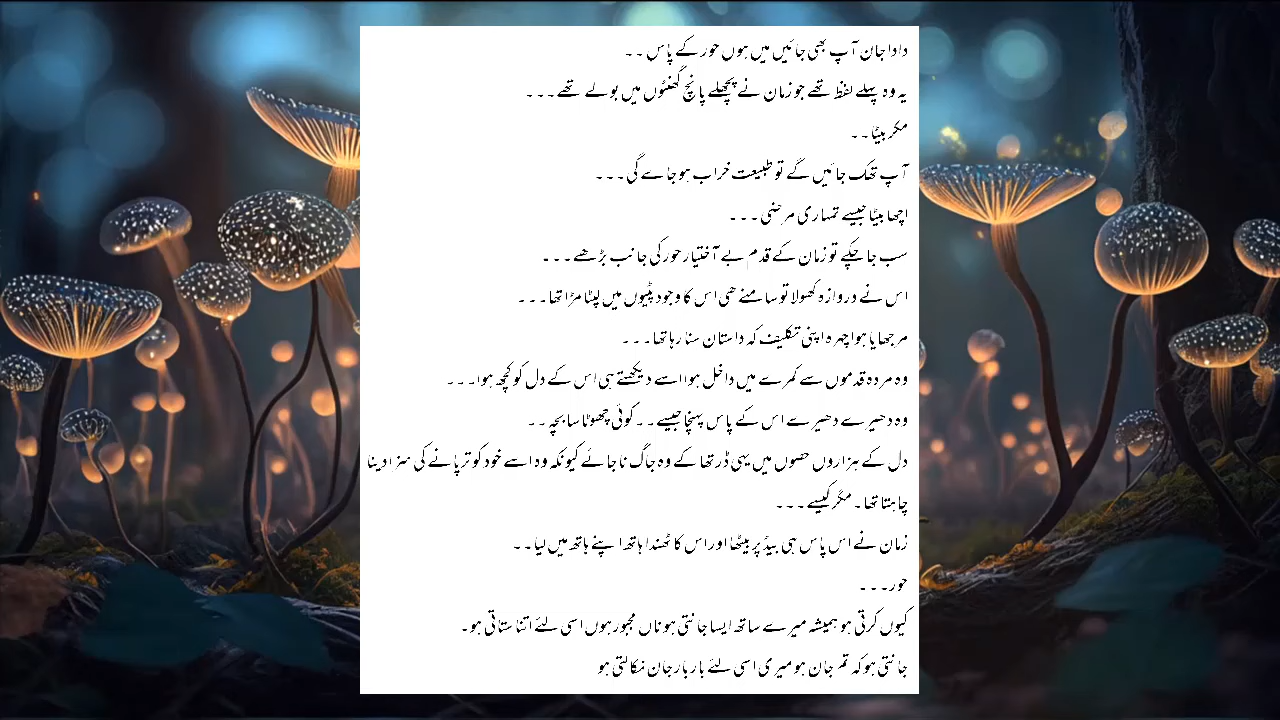 دادا جان آپ بھی جائیں میں ہوں حور کے پاس ۔۔
یہ وہ پہلے لفظ تھے جو زمان نے پچھلے پانچ گھنٹوں میں بولے تھے ۔۔۔
مکر بیٹا ۔۔
آپ تھک جائیں گے تو طبیعت خراب ہو جاے گی ۔۔۔
اچھا بیٹا جیسے تمہاری مرضی ۔۔۔
سب جا چکے تو زمان کے قدم بے آختیار حور کی جانب بڑھے ۔۔۔
اس نے دروازہ کھولا تو سامنے ھی اس کا وجود پٹیوں میں لپٹا مڑا تھا ۔۔۔
مرجھایا ہوا چہرہ اپنی تکلیف کہ داستان سنا رہا تھا ۔۔۔
وہ مردہ قدموں سے کمرے میں داخل ہوا اسے دیکھتے ہی اس کے دل کو کچھ ہوا ۔۔۔
وہ دھیرے دھیرے اس کے پاس پہنچا جیسے ۔۔ کوئی چھوٹا سا بچہ ۔۔
دل کے ہزاروں حصوں میں یہی ڈر تھا کے وہ جاگ نا جائے کیونکہ وہ اسے خود کو ترپانے کی سزا دینا
چاہتا تھا ۔ مگر کیسے ۔۔۔
زمان نے اس پاس ہی بیڈ پر بیٹھا اور اس کا ٹھنڈا ہاتھ اپنے ہاتھ میں لیا ۔۔
حور ۔۔۔
کیوں کرتی ہو ہمیشہ میرے ساتھ ایسا جانتی ہو ناں مجبور ہوں اسی لئے اتنا ستاتی ہو ۔
جانتی ہو کہ تم جان ہو میری اسی لئے بار بار جان نکالتی ہو